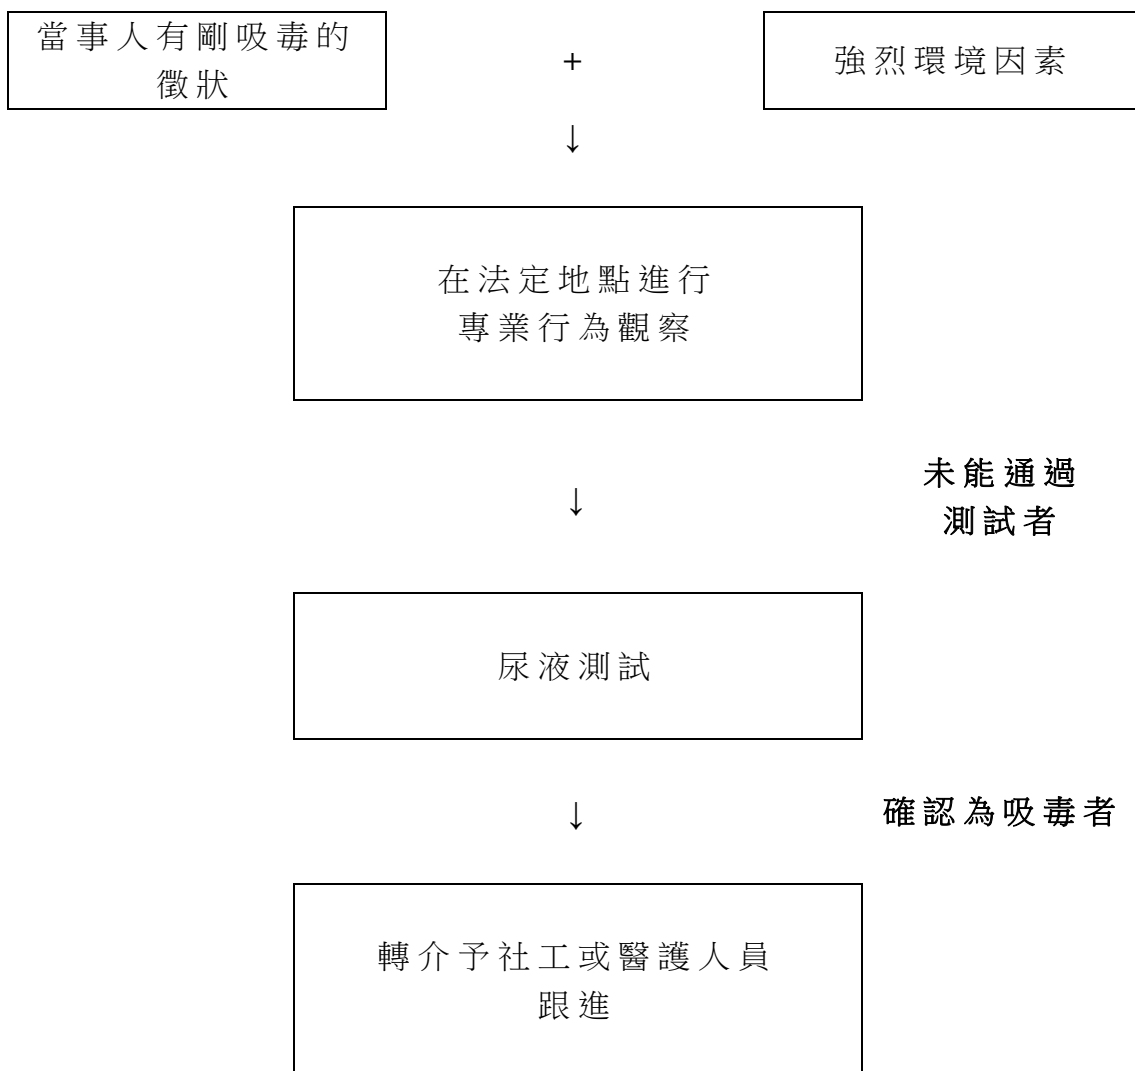 當事人有剛吸毒的
徵狀
+
強烈環境因素
↓
在法定地點進行
專業行為觀察
↓
未能通過
測試者
尿液測試
↓
確認為吸毒者
轉介予社工或醫護人員
跟進